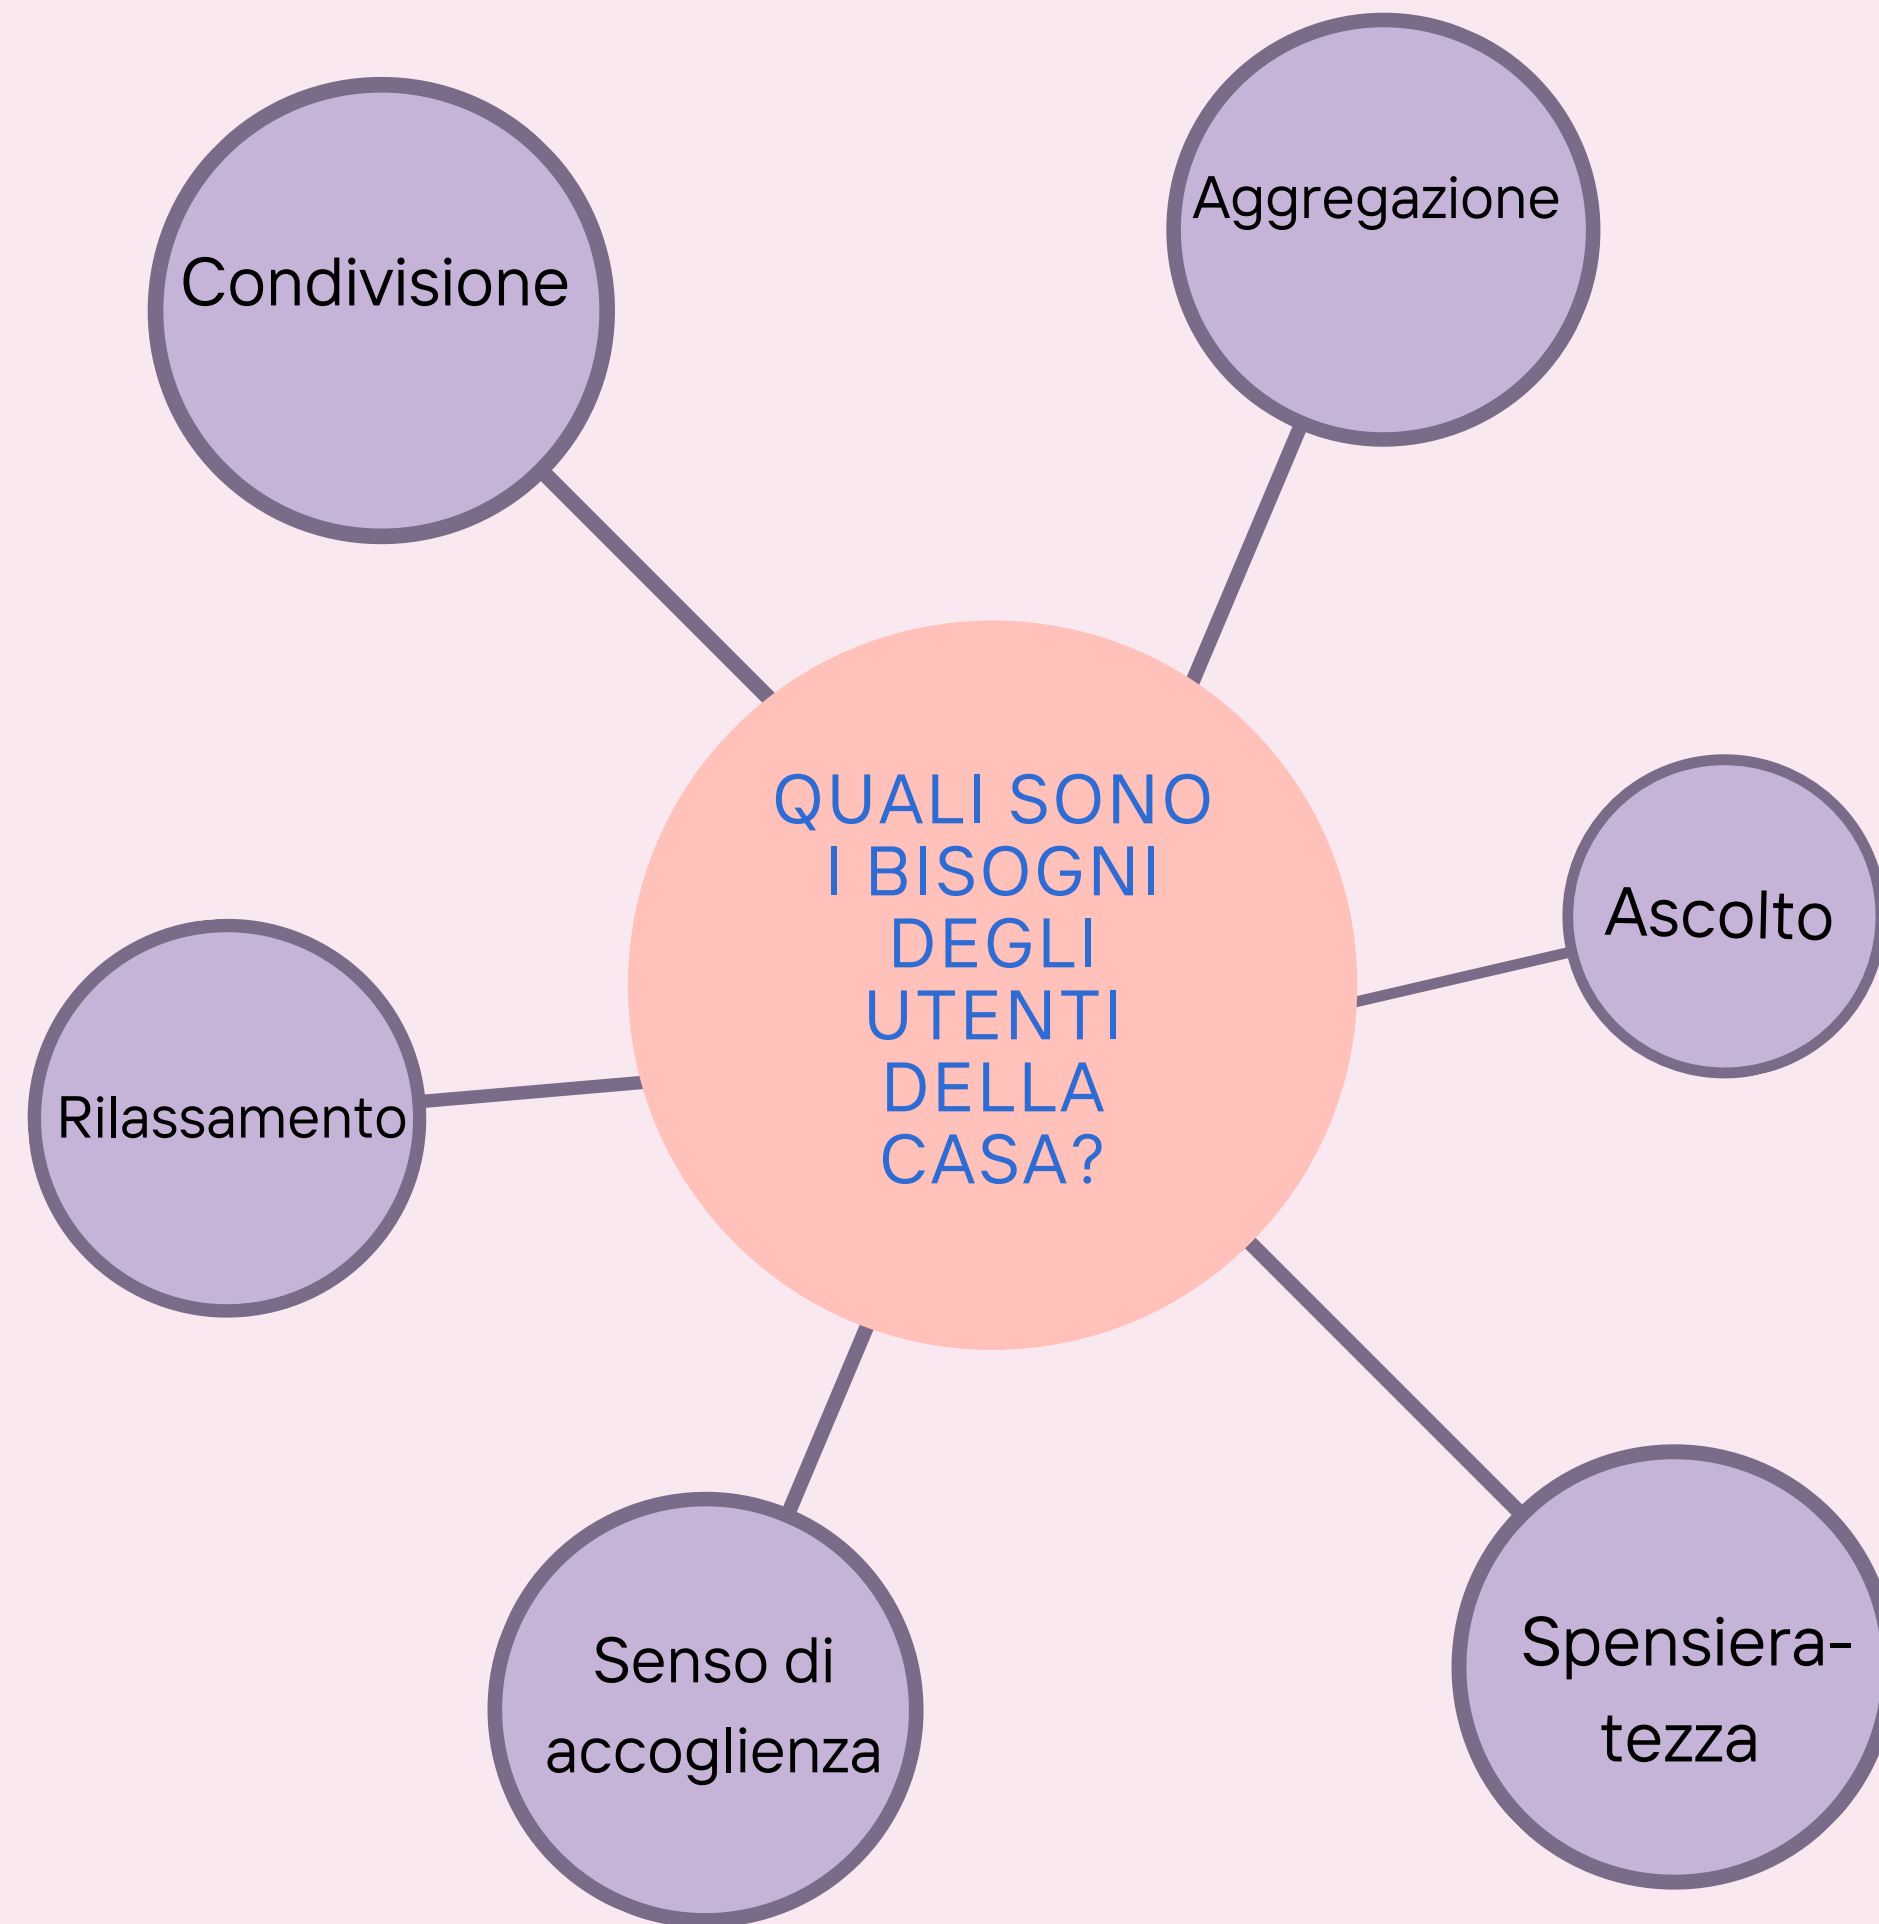 Condivisione
Aggregazione
QUALI SONO
I BISOGNI
DEGLI
UTENTI
DELLA
CASA?
Ascolto
Rilassamento
Senso di
accoglienza
Spensiera-
tezza